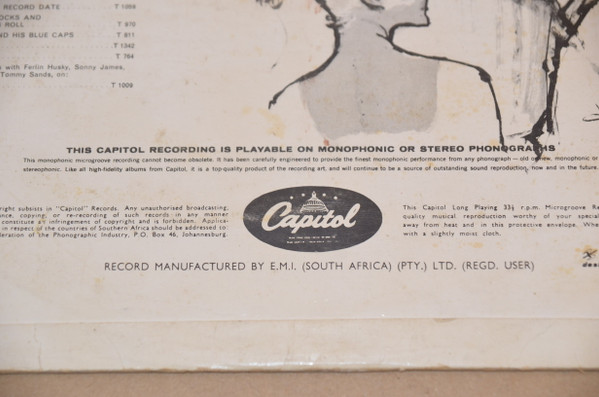 RECORD DATE T 1009
OCKS AND
ROLL T 970
ND HIS BLUE CAPS T 811
T 1342
T 764
with Ferlin Husky, Sonny James,
Tommy Sands, on:
T 1009
THIS CAPITOL RECORDING IS PLAYABLE ON MONOPHONIC OR STEREO PHONOGRAPHS
This monophonic microgroove recording cannot become obsolete. It has been carefully engineered to provide the finest monophonic performance from any phonograph — old or new, monophonic or
stereophonic. Like all high-fidelity albums from Capitol, it is a top-quality product of the recording art, and will continue to be a source of outstanding sound reproduction, now and in the future.
right subsists in "Capitol" Records. Any unauthorised broadcasting,
nce, copying, or re-recording of such records in any manner
constitute an infringement of copyright and is forbidden. Applica-
in respect of the countries of Southern Africa should be addressed to
deration of the Phonographic Industry, P.O. Box 46, Johannesburg.
Capitol
This Capitol Long Playing 33⅓ r.p.m. Microgroove Re
quality musical reproduction worthy of your special
away from heat and in this protective envelope. Whe
with a slightly moist cloth.
RECORD MANUFACTURED BY E.M.I. (SOUTH AFRICA) (PTY.) LTD. (REGD. USER)